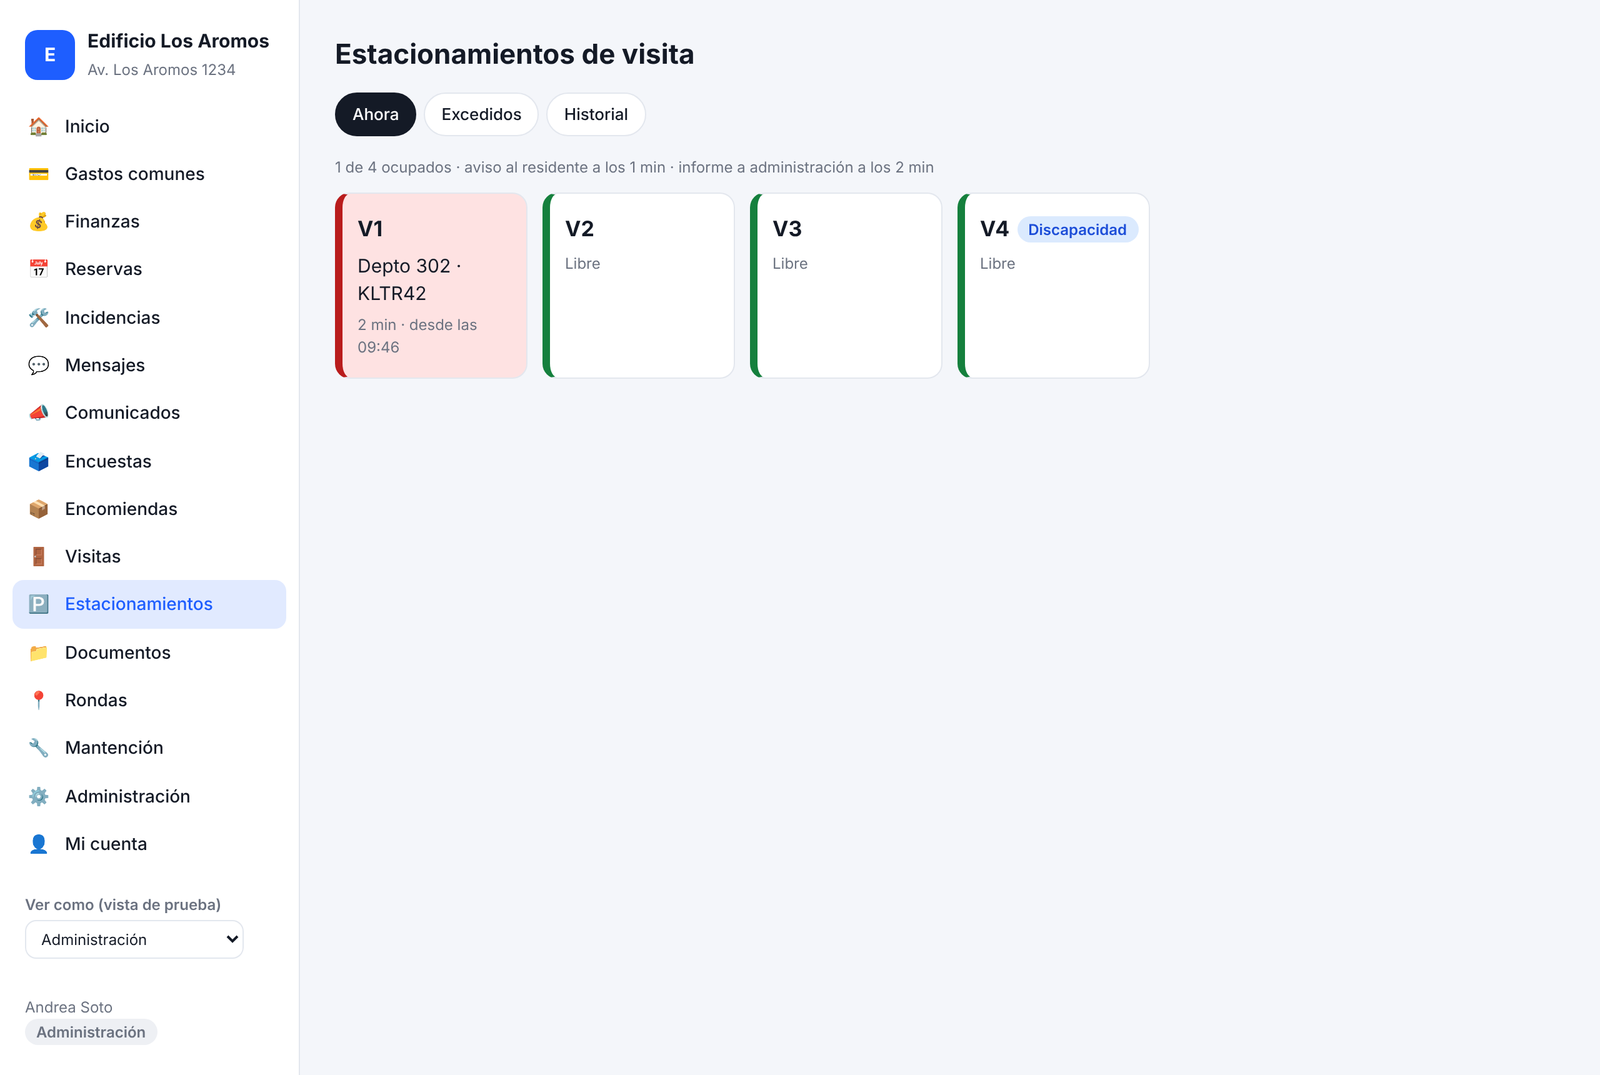 E
Edificio Los Aromos
Av. Los Aromos 1234
Inicio
Gastos comunes
Finanzas
Reservas
Incidencias
Mensajes
Comunicados
Encuestas
Encomiendas
Visitas
P Estacionamientos
Documentos
Rondas
Mantención
Administración
Mi cuenta
Ver como (vista de prueba)
Administración
Andrea Soto
Administración
Estacionamientos de visita
Ahora Excedidos Historial
1 de 4 ocupados · aviso al residente a los 1 min · informe a administración a los 2 min
V1
Depto 302 ·
KLTR42
2 min · desde las
09:46
V2
Libre
V3
Libre
V4 Discapacidad
Libre